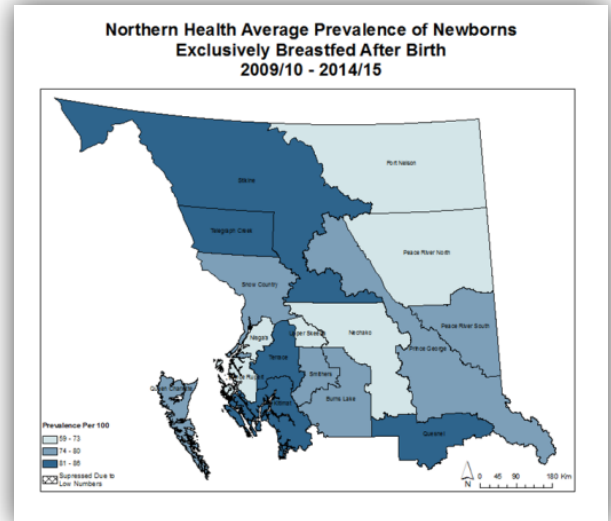 Northern Health Average Prevalence of Newborns
Exclusively Breastfed After Birth
2009/10 - 2014/15
Fort Nelson
Stikine
Telegraph Creek
Peace River North
Snow Country
Peace River South
Nisga'a
Upper Skeena
Nechako
Prince George
Terrace
Smithers
Queen Charlotte
Kitimat
Burns Lake
Quesnel
Prevalence Per 100
59 - 73
74 - 80
81 - 86
Supressed Due to
Low Numbers
N
0 45 90 180 Km